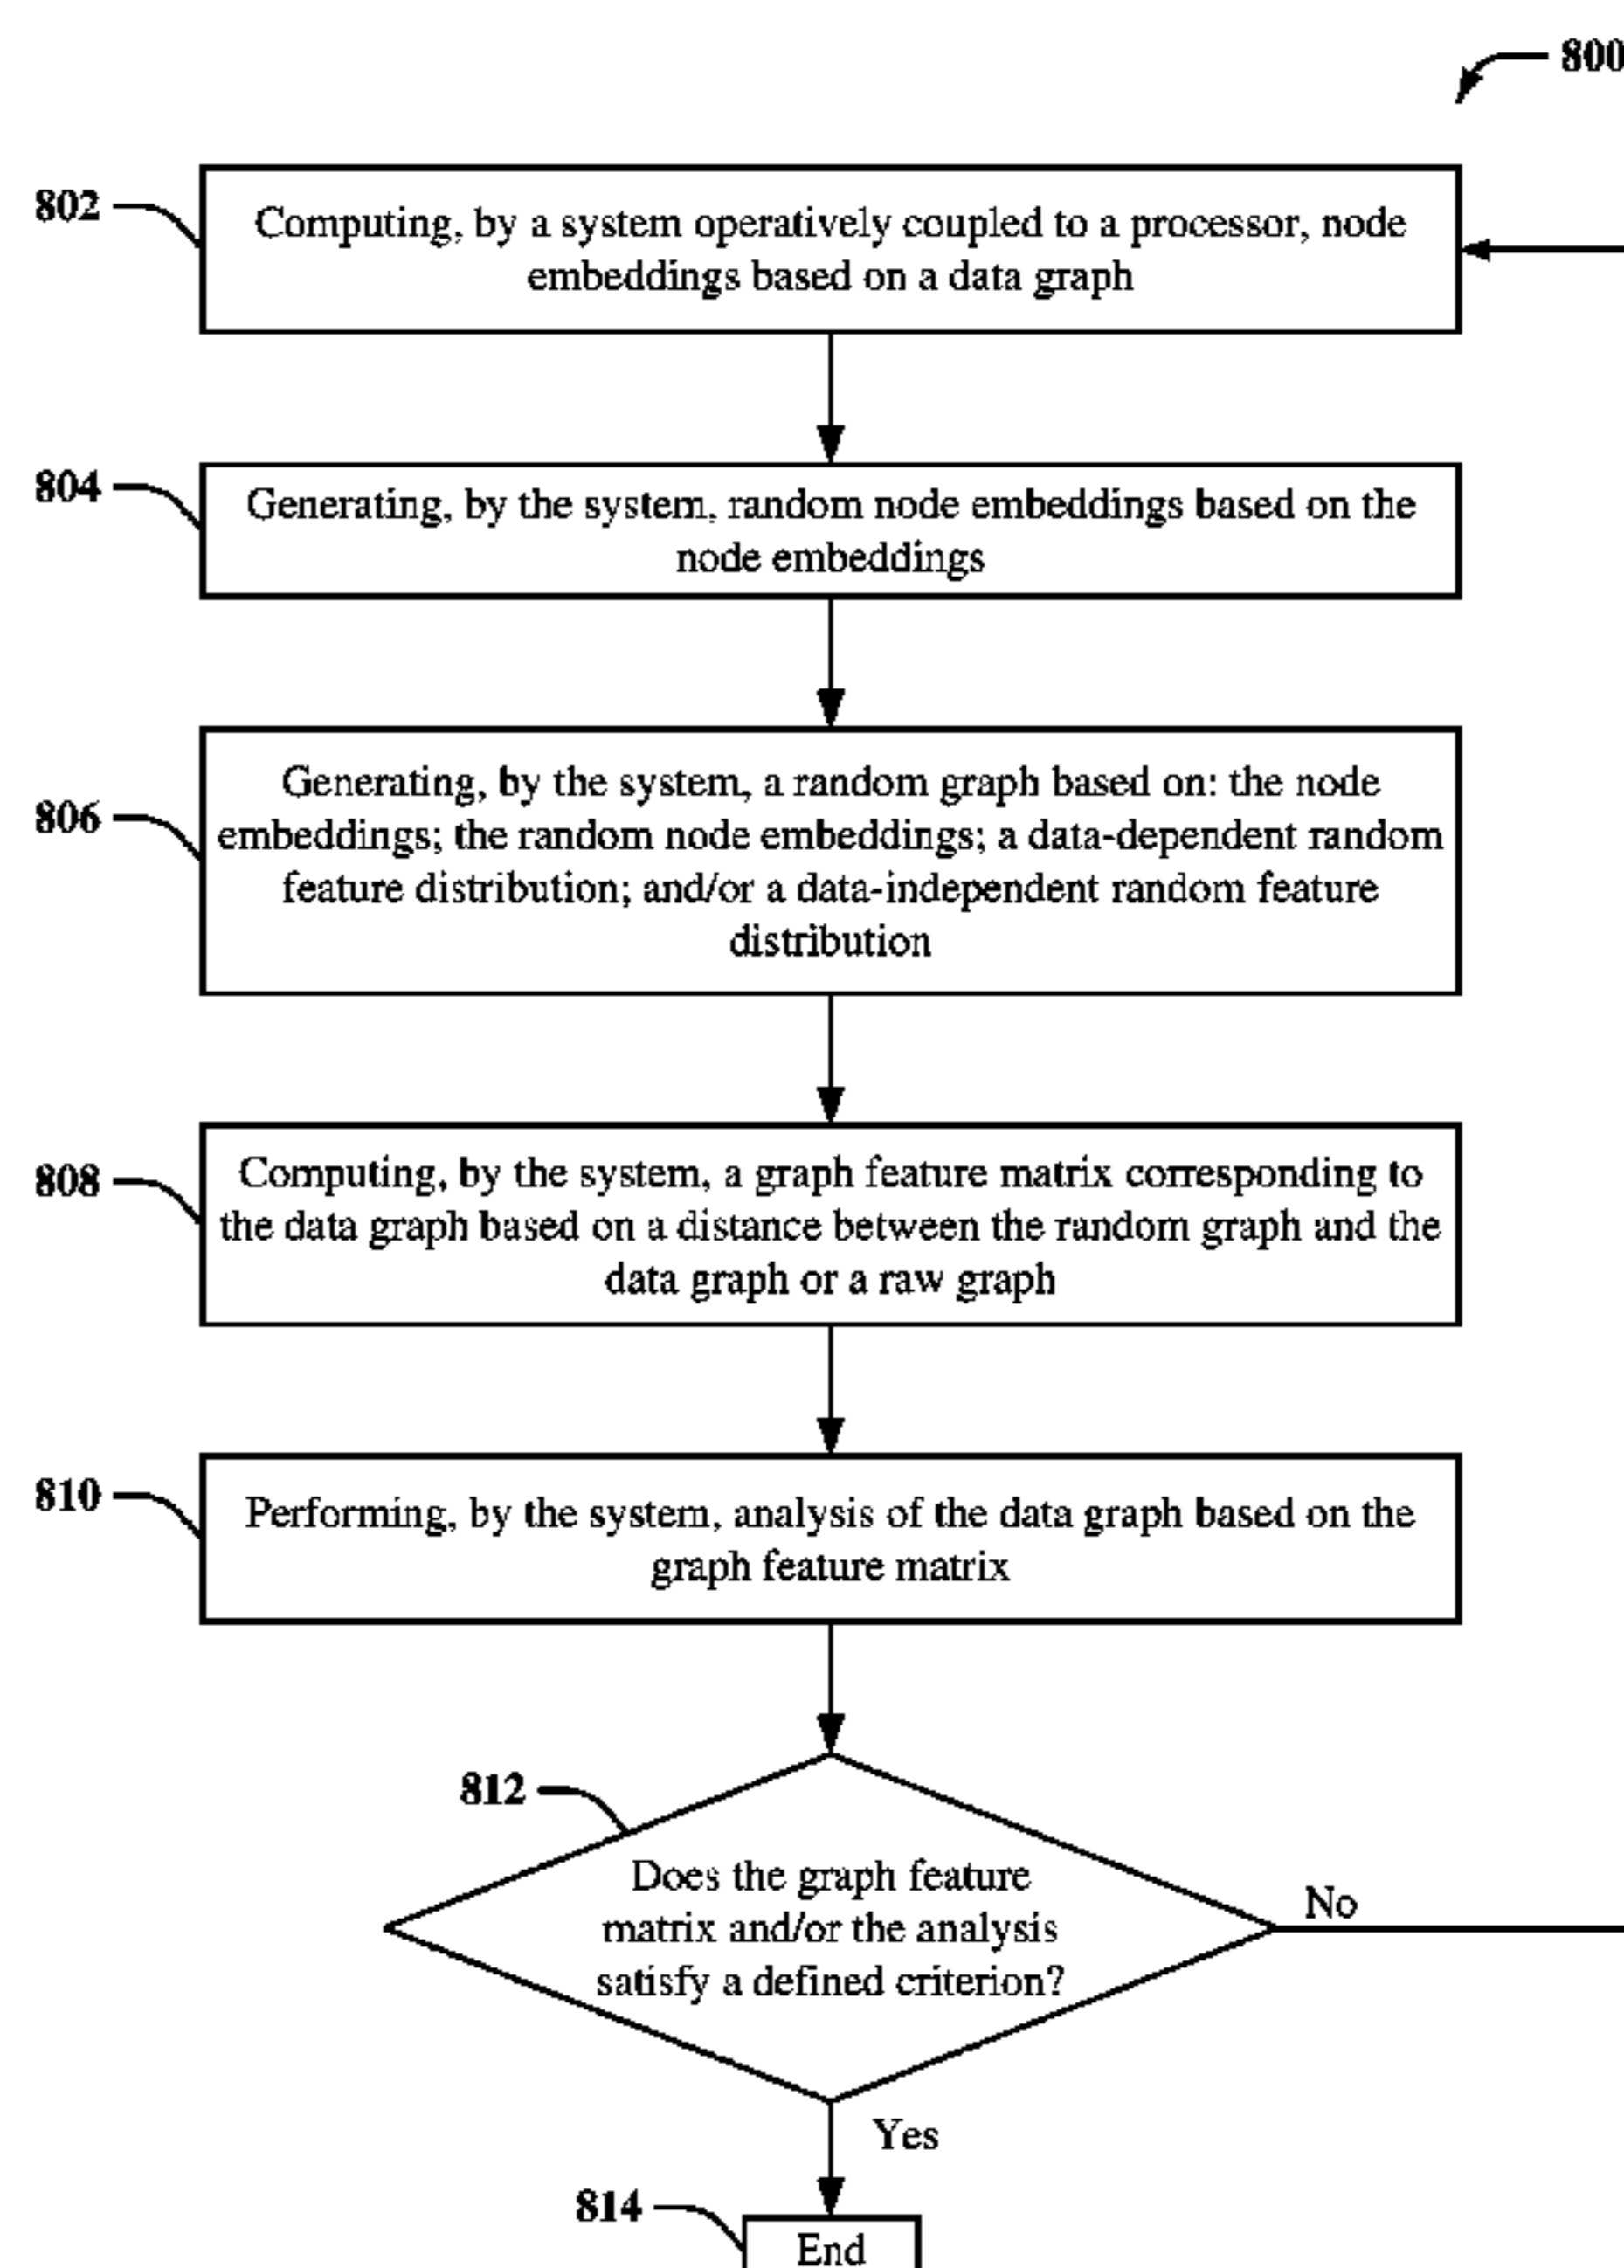 800
802
Computing, by a system operatively coupled to a processor, node
embeddings based on a data graph
804
Generating, by the system, random node embeddings based on the
node embeddings
806
Generating, by the system, a random graph based on: the node
embeddings; the random node embeddings; a data-dependent random
feature distribution; and/or a data-independent random feature
distribution
808
Computing, by the system, a graph feature matrix corresponding to
the data graph based on a distance between the random graph and the
data graph or a raw graph
810
Performing, by the system, analysis of the data graph based on the
graph feature matrix
812
Does the graph feature
matrix and/or the analysis
satisfy a defined criterion?
No
Yes
814
End